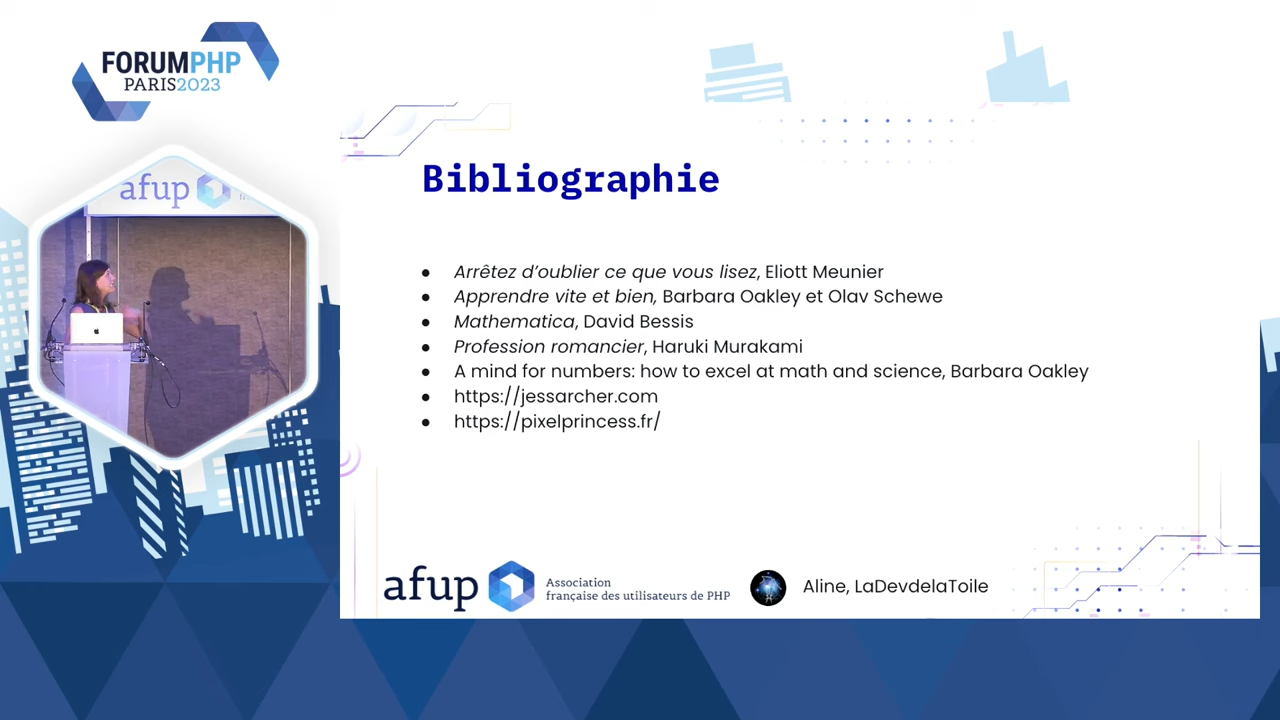 FORUMPHP
PARIS2023
afup
Bibliographie
● Arrêtez d’oublier ce que vous lisez, Eliott Meunier
● Apprendre vite et bien, Barbara Oakley et Olav Schewe
● Mathematica, David Bessis
● Profession romancier, Haruki Murakami
● A mind for numbers: how to excel at math and science, Barbara Oakley
● https://jessarcher.com
● https://pixelprincess.fr/
afup
Association
française des utilisateurs de PHP
Aline, LaDevdelaToile